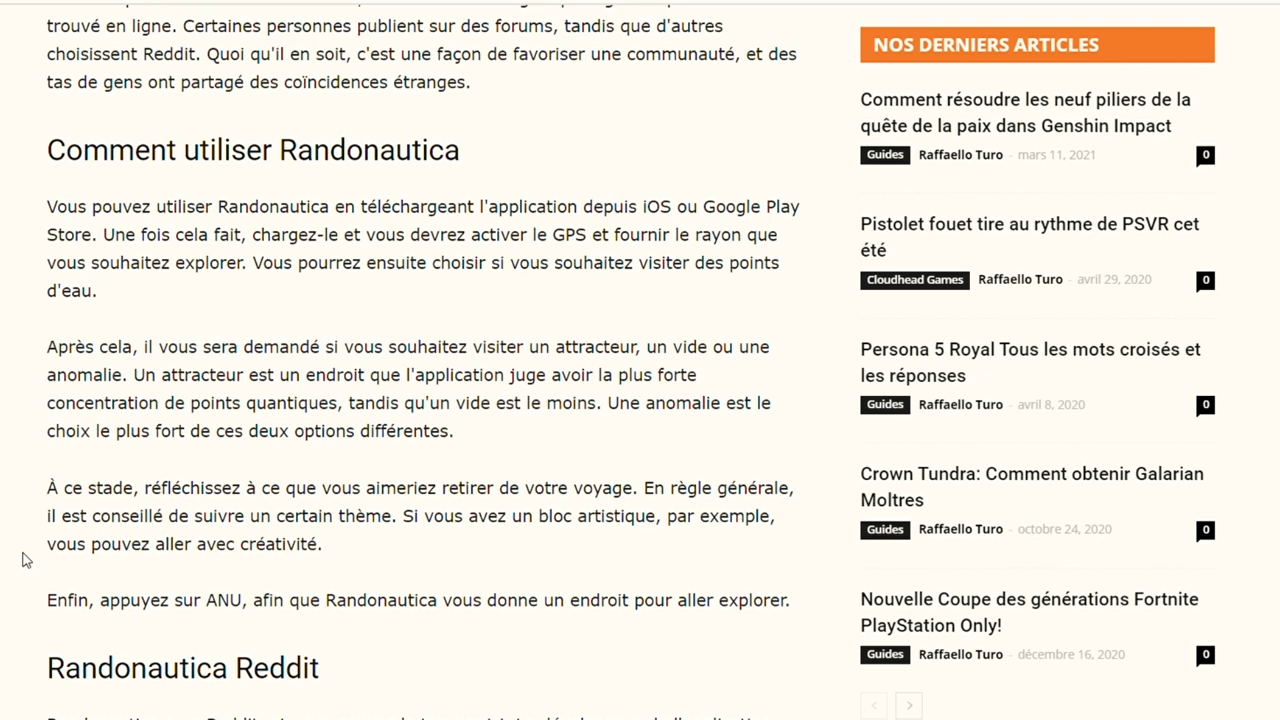 trouvé en ligne. Certaines personnes publient sur des forums, tandis que d'autres
choisissent Reddit. Quoi qu'il en soit, c'est une façon de favoriser une communauté, et des
tas de gens ont partagé des coïncidences étranges.
Comment utiliser Randonautica
Vous pouvez utiliser Randonautica en téléchargeant l'application depuis iOS ou Google Play
Store. Une fois cela fait, chargez-le et vous devrez activer le GPS et fournir le rayon que
vous souhaitez explorer. Vous pourrez ensuite choisir si vous souhaitez visiter des points
d'eau.
Après cela, il vous sera demandé si vous souhaitez visiter un attracteur, un vide ou une
anomalie. Un attracteur est un endroit que l'application juge avoir la plus forte
concentration de points quantiques, tandis qu'un vide est le moins. Une anomalie est le
choix le plus fort de ces deux options différentes.
À ce stade, réfléchissez à ce que vous aimeriez retirer de votre voyage. En règle générale,
il est conseillé de suivre un certain thème. Si vous avez un bloc artistique, par exemple,
vous pouvez aller avec créativité.
Enfin, appuyez sur ANU, afin que Randonautica vous donne un endroit pour aller explorer.
Randonautica Reddit
NOS DERNIERS ARTICLES
Comment résoudre les neuf piliers de la
quête de la paix dans Genshin Impact
Guides Raffaello Turo - mars 11, 2021 0
Pistolet fouet tire au rythme de PSVR cet
été
Cloudhead Games Raffaello Turo - avril 29, 2020 0
Persona 5 Royal Tous les mots croisés et
les réponses
Guides Raffaello Turo - avril 8, 2020 0
Crown Tundra: Comment obtenir Galarian
Moltres
Guides Raffaello Turo - octobre 24, 2020 0
Nouvelle Coupe des générations Fortnite
PlayStation Only!
Guides Raffaello Turo - décembre 16, 2020 0